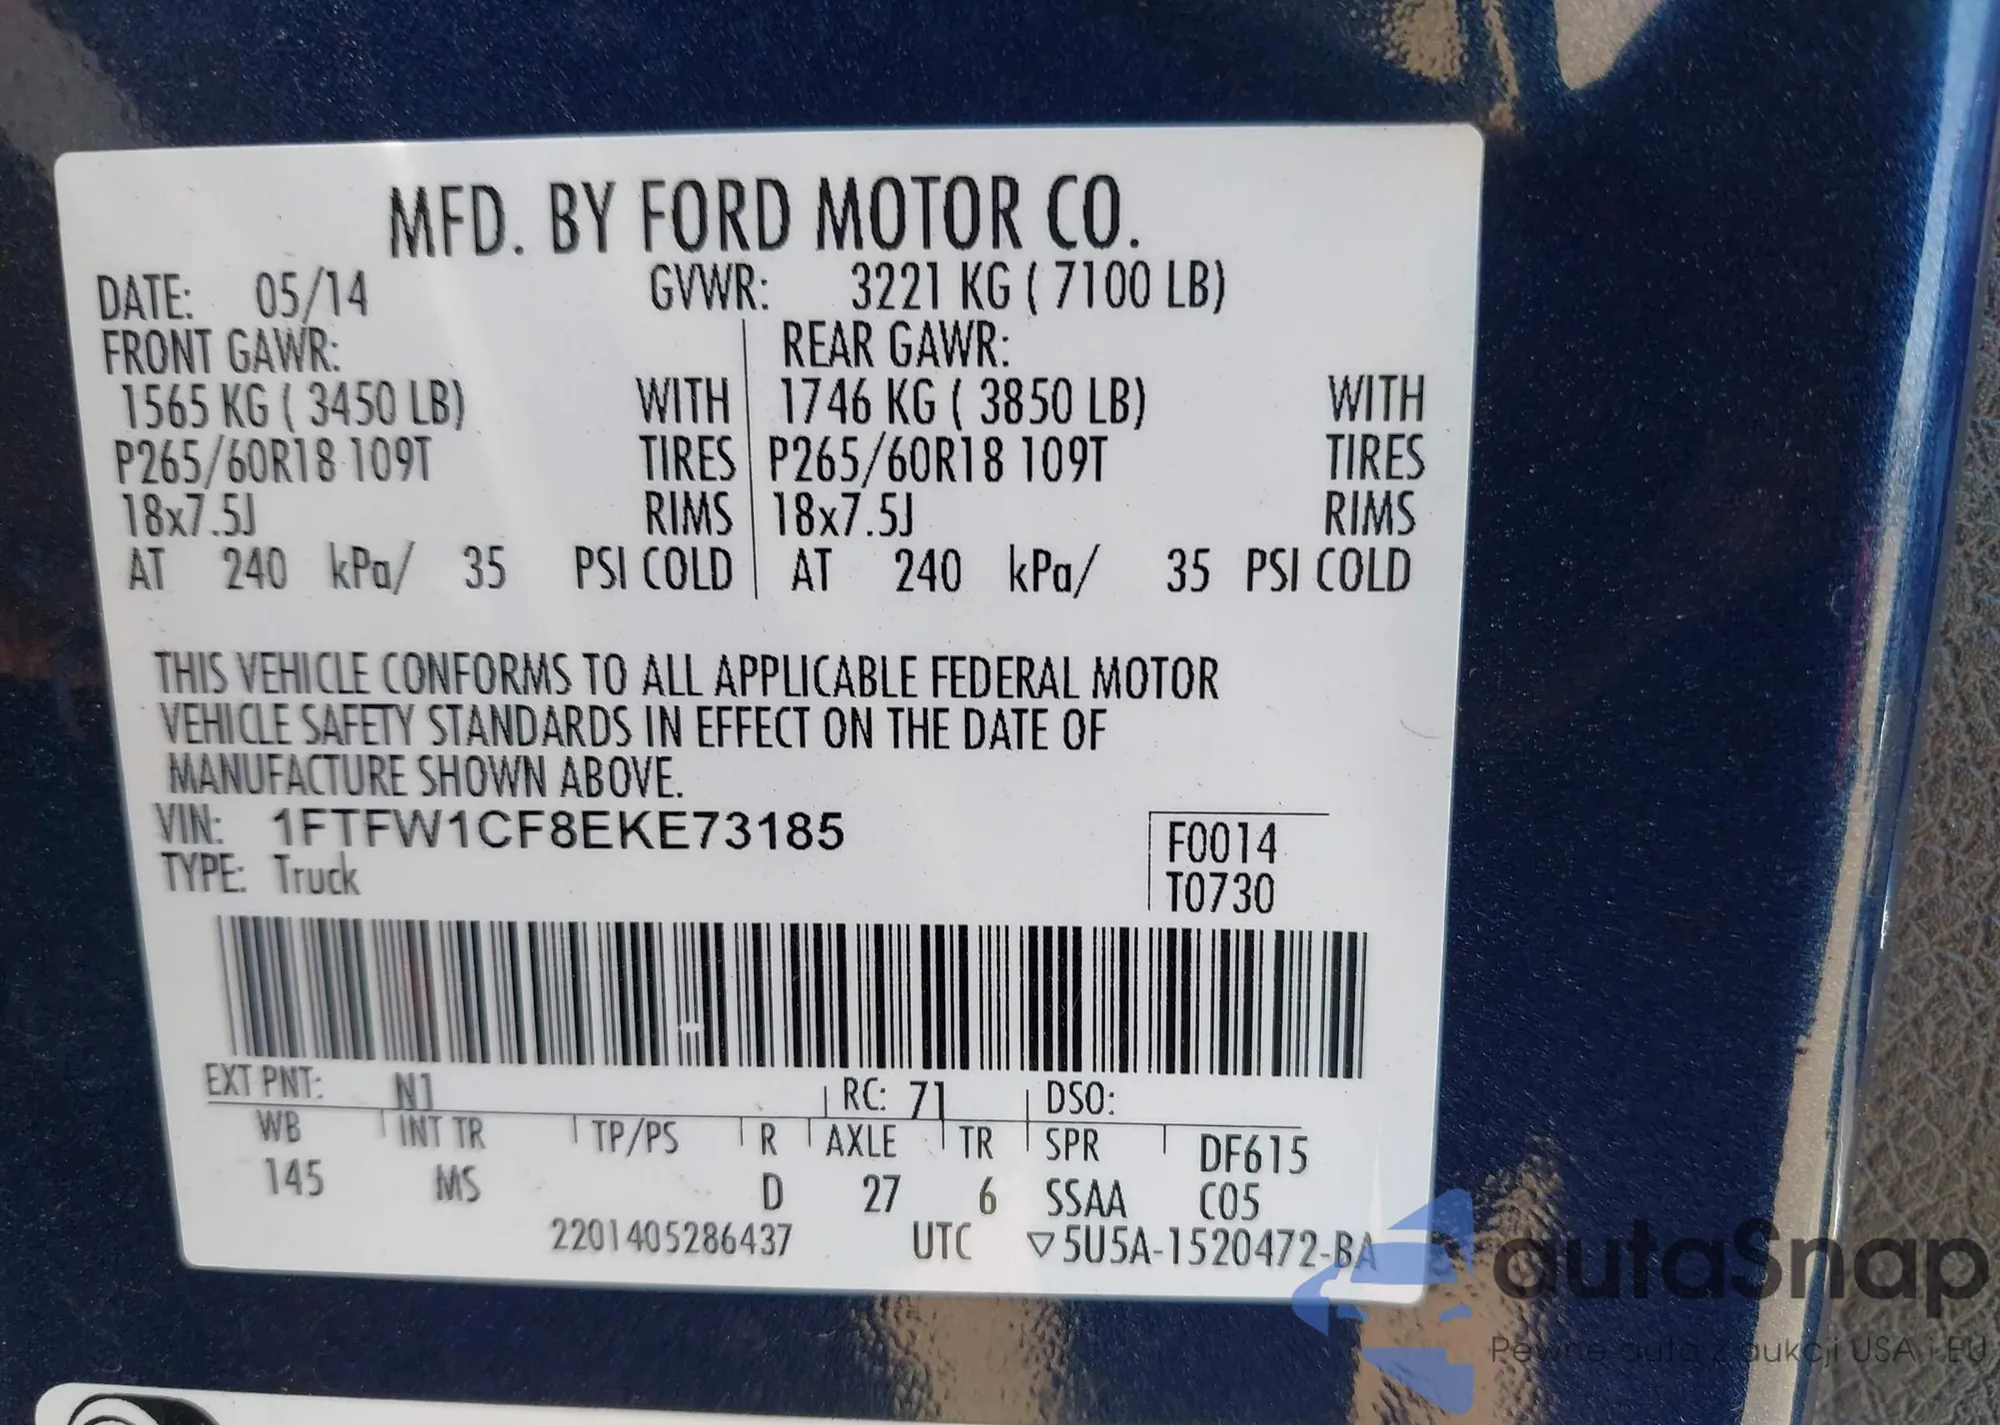 MFD. BY FORD MOTOR CO.
DATE: 05/14 GVWR: 3221 KG ( 7100 LB)
FRONT GAWR: REAR GAWR:
1565 KG ( 3450 LB) WITH 1746 KG ( 3850 LB) WITH
P265/60R18 109T TIRES P265/60R18 109T TIRES
18x7.5J RIMS 18x7.5J RIMS
AT 240 kPa/ 35 PSI COLD AT 240 kPa/ 35 PSI COLD
THIS VEHICLE CONFORMS TO ALL APPLICABLE FEDERAL MOTOR
VEHICLE SAFETY STANDARDS IN EFFECT ON THE DATE OF
MANUFACTURE SHOWN ABOVE.
VIN: 1FTFW1CF8EKE73185
F0014
TYPE: Truck
T0730
EXT PNT: N1 RC: 71 DSO:
WB INT TR TP/PS R AXLE TR SPR DF615
145 MS D 27 6 SSAA C05
2201405286437 UTC ▽5U5A-1520472-BA
autaSnap
Pewne auta z aukcji USA i EU